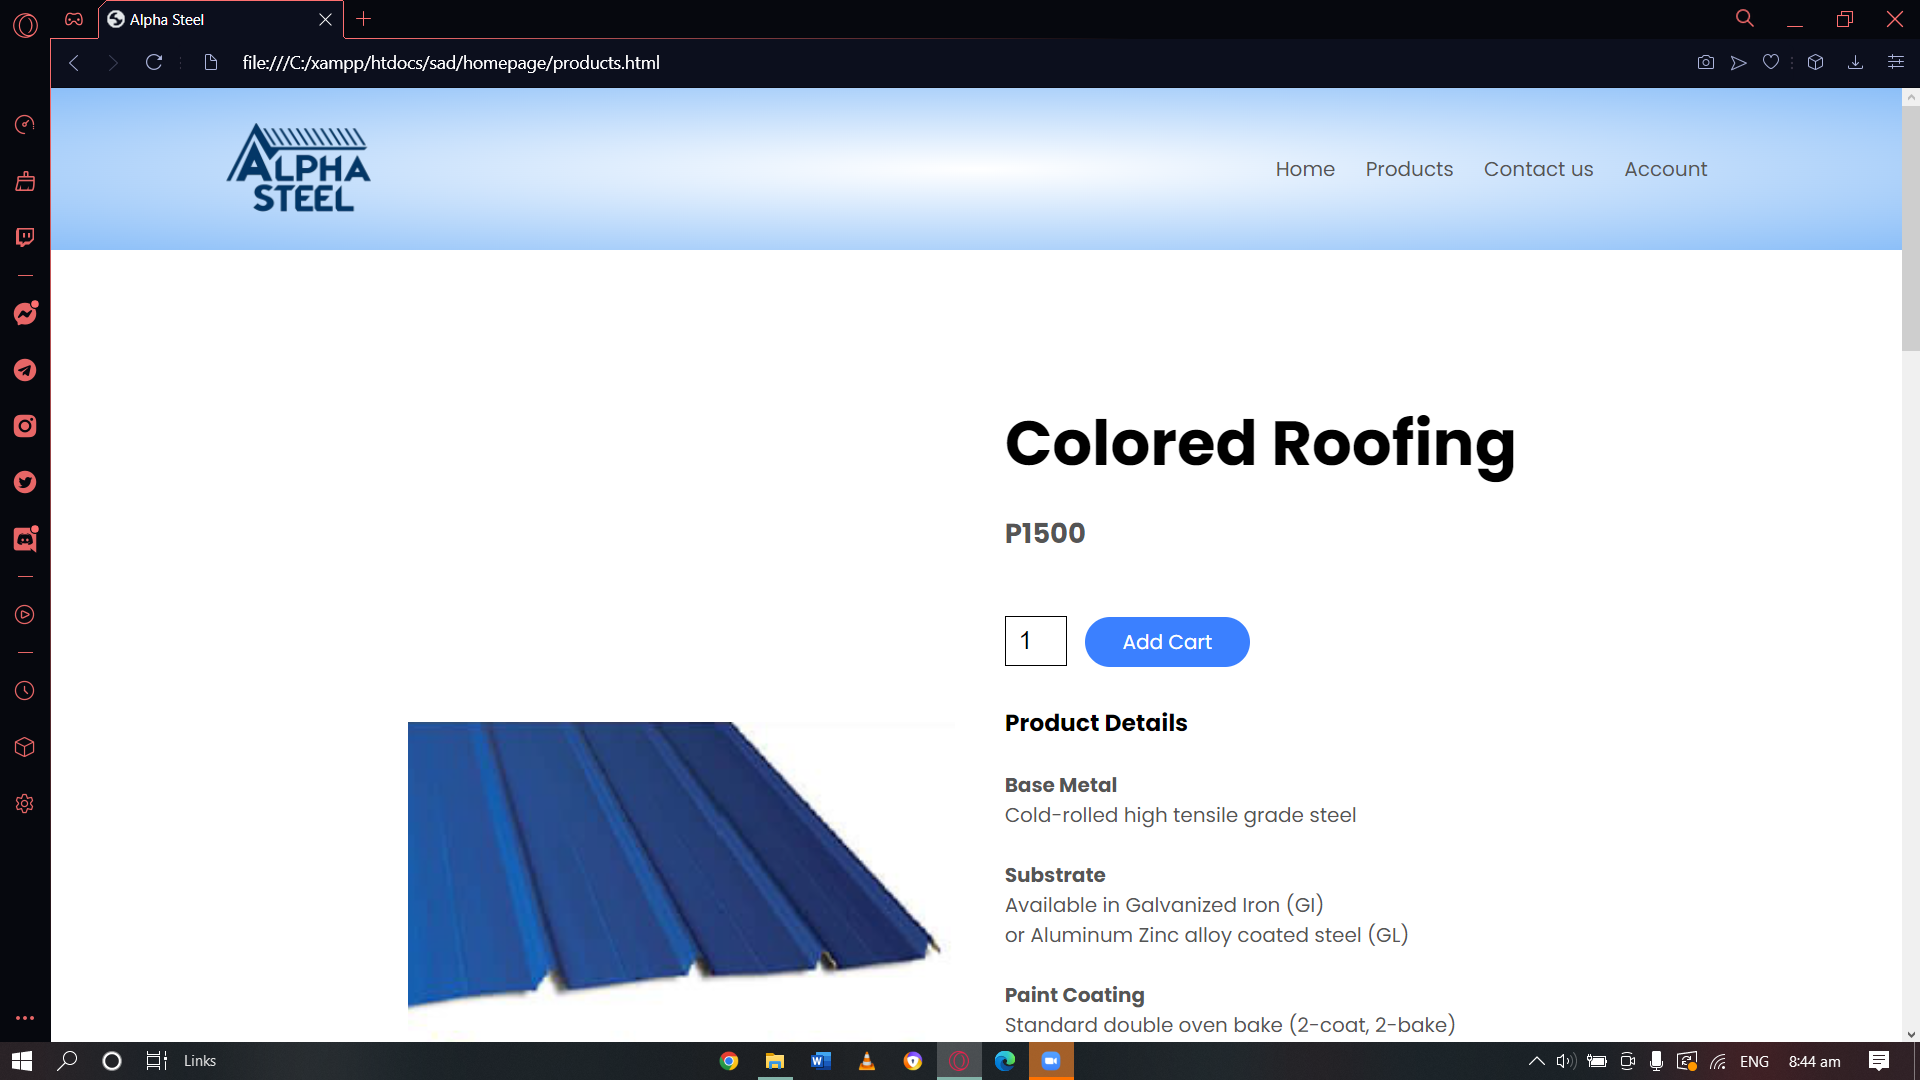 Alpha Steel
file:///C:/xampp/htdocs/sad/homepage/products.html
ALPHA
STEEL
Home Products Contact us Account
Colored Roofing
P1500
1 Add Cart
Product Details
Base Metal
Cold-rolled high tensile grade steel
Substrate
Available in Galvanized Iron (GI)
or Aluminum Zinc alloy coated steel (GL)
Paint Coating
Standard double oven bake (2-coat, 2-bake)
Links ENG 8:44 am